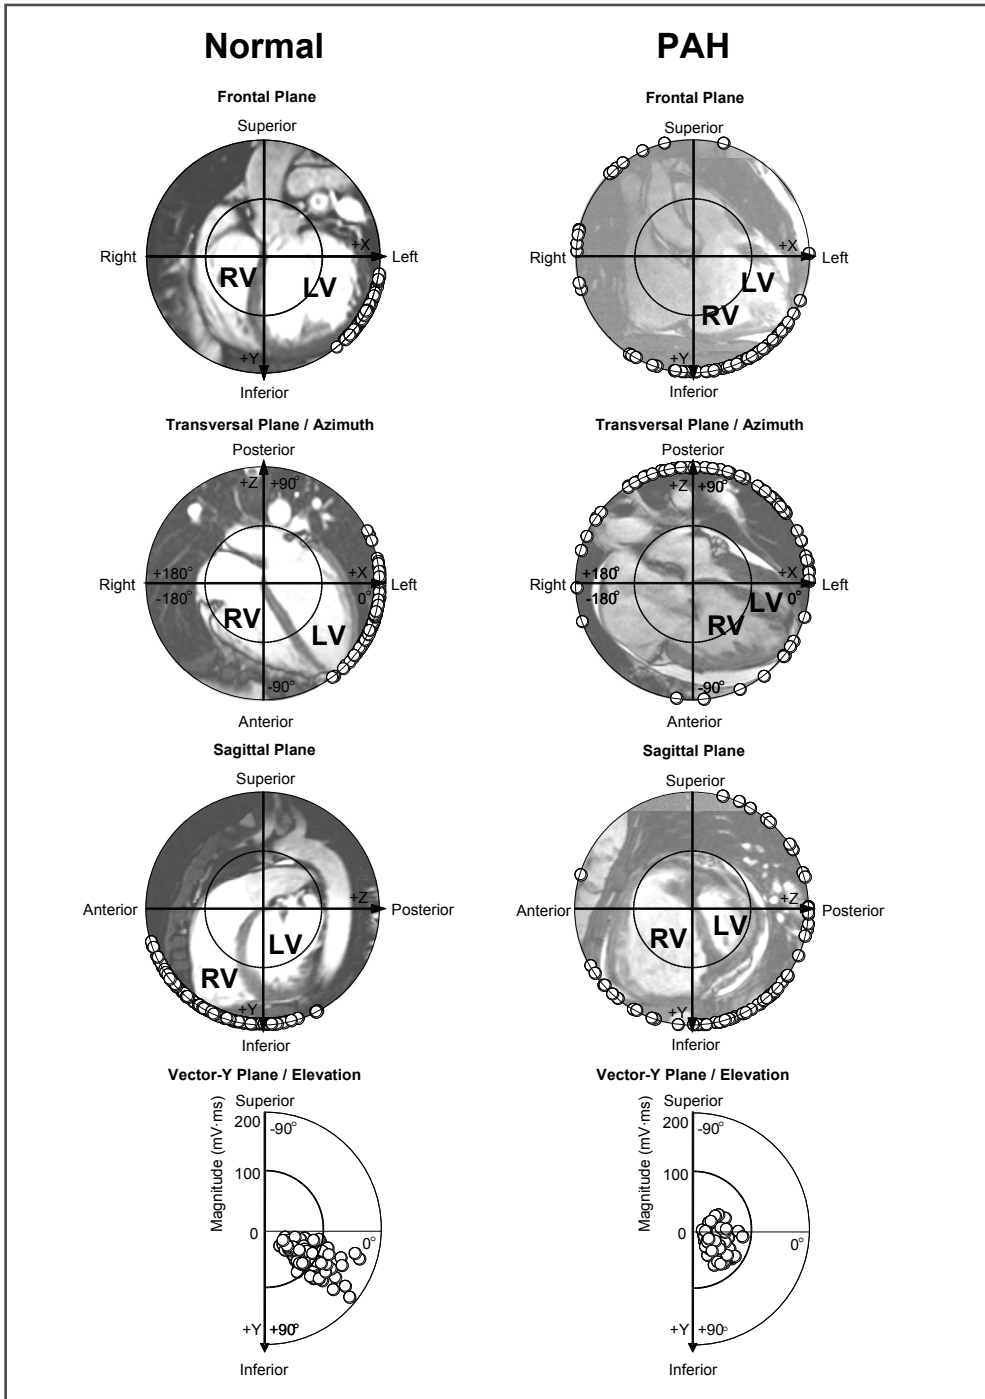 Normal
PAH
Frontal Plane
Frontal Plane
Superior
Superior
Right
+X
Left
Right
+X
Left
RV
LV
LV
RV
+Y
+Y
Inferior
Inferior
Transversal Plane / Azimuth
Transversal Plane / Azimuth
Posterior
Posterior
+Z +90°
+Z +90°
Right
+180°
-180°
+X
0°
Left
Right
+180°
-180°
+X
0°
Left
RV
LV
LV
RV
-90°
-90°
Anterior
Anterior
Sagittal Plane
Sagittal Plane
Superior
Superior
Anterior
+Z
Posterior
Anterior
+Z
Posterior
LV
RV
RV
LV
+Y
+Y
Inferior
Inferior
Vector-Y Plane / Elevation
Vector-Y Plane / Elevation
Superior
Superior
Magnitude (mV·ms)
200
-90°
100
0
0°
+Y +90°
Inferior
Magnitude (mV·ms)
200
-90°
100
0
0°
+Y +90°
Inferior